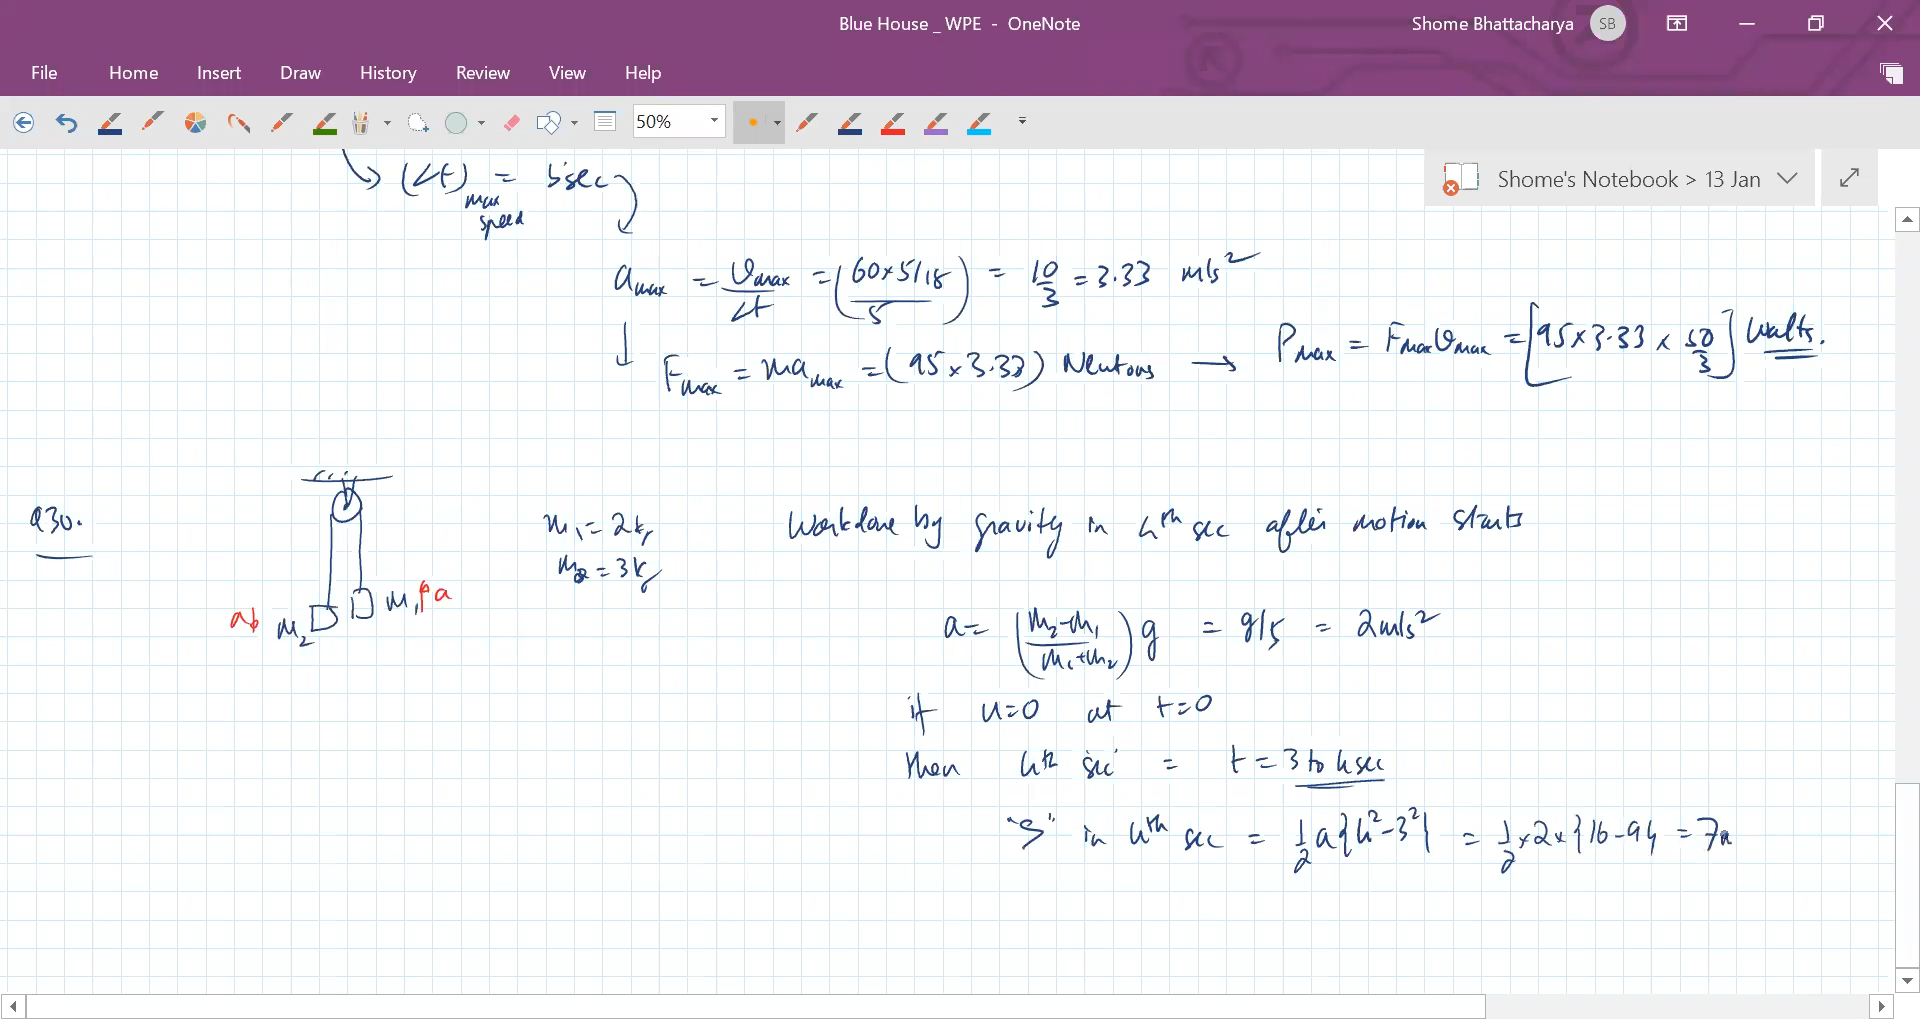 Blue House _ WPE - OneNote
Shome Bhattacharya SB
File Home Insert Draw History Review View Help
50%
Shome's Notebook > 13 Jan
(Δt)max speed = 5 sec
a_max = v_max / Δt = (60×5/18 / 5) = 10/3 = 3.33 m/s²
F_max = ma_max = (95 × 3.33) Newtons → P_max = F_max v_max = [95 × 3.33 × 50/3] Watts.
Q30.
m₁ = 2kg
m₂ = 3kg
Workdone by gravity in 4th sec after motion starts
a
m₁
a
m₂
a = (m₂-m₁ / m₁+m₂) g = g/5 = 2m/s²
if u=0 at t=0
then 4th sec = t = 3 to 4 sec
"S" in 4th sec = 1/2 a{4²-3²} = 1/2 × 2 × {16-9} = 7m